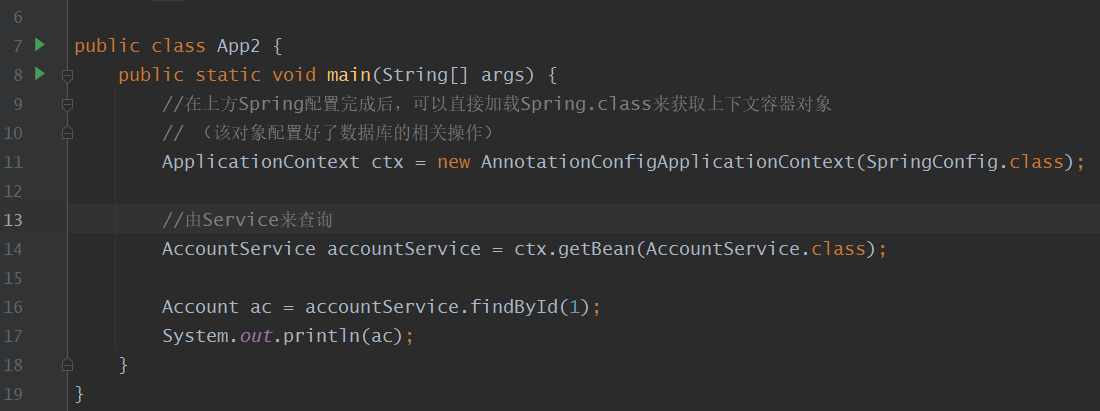 6
7 public class App2 {
8 public static void main(String[] args) {
9 //在上方Spring配置完成后，可以直接加载Spring.class来获取上下文容器对象
10 // （该对象配置好了数据库的相关操作）
11 ApplicationContext ctx = new AnnotationConfigApplicationContext(SpringConfig.class);
12
13 //由Service来查询
14 AccountService accountService = ctx.getBean(AccountService.class);
15
16 Account ac = accountService.findById(1);
17 System.out.println(ac);
18 }
19 }